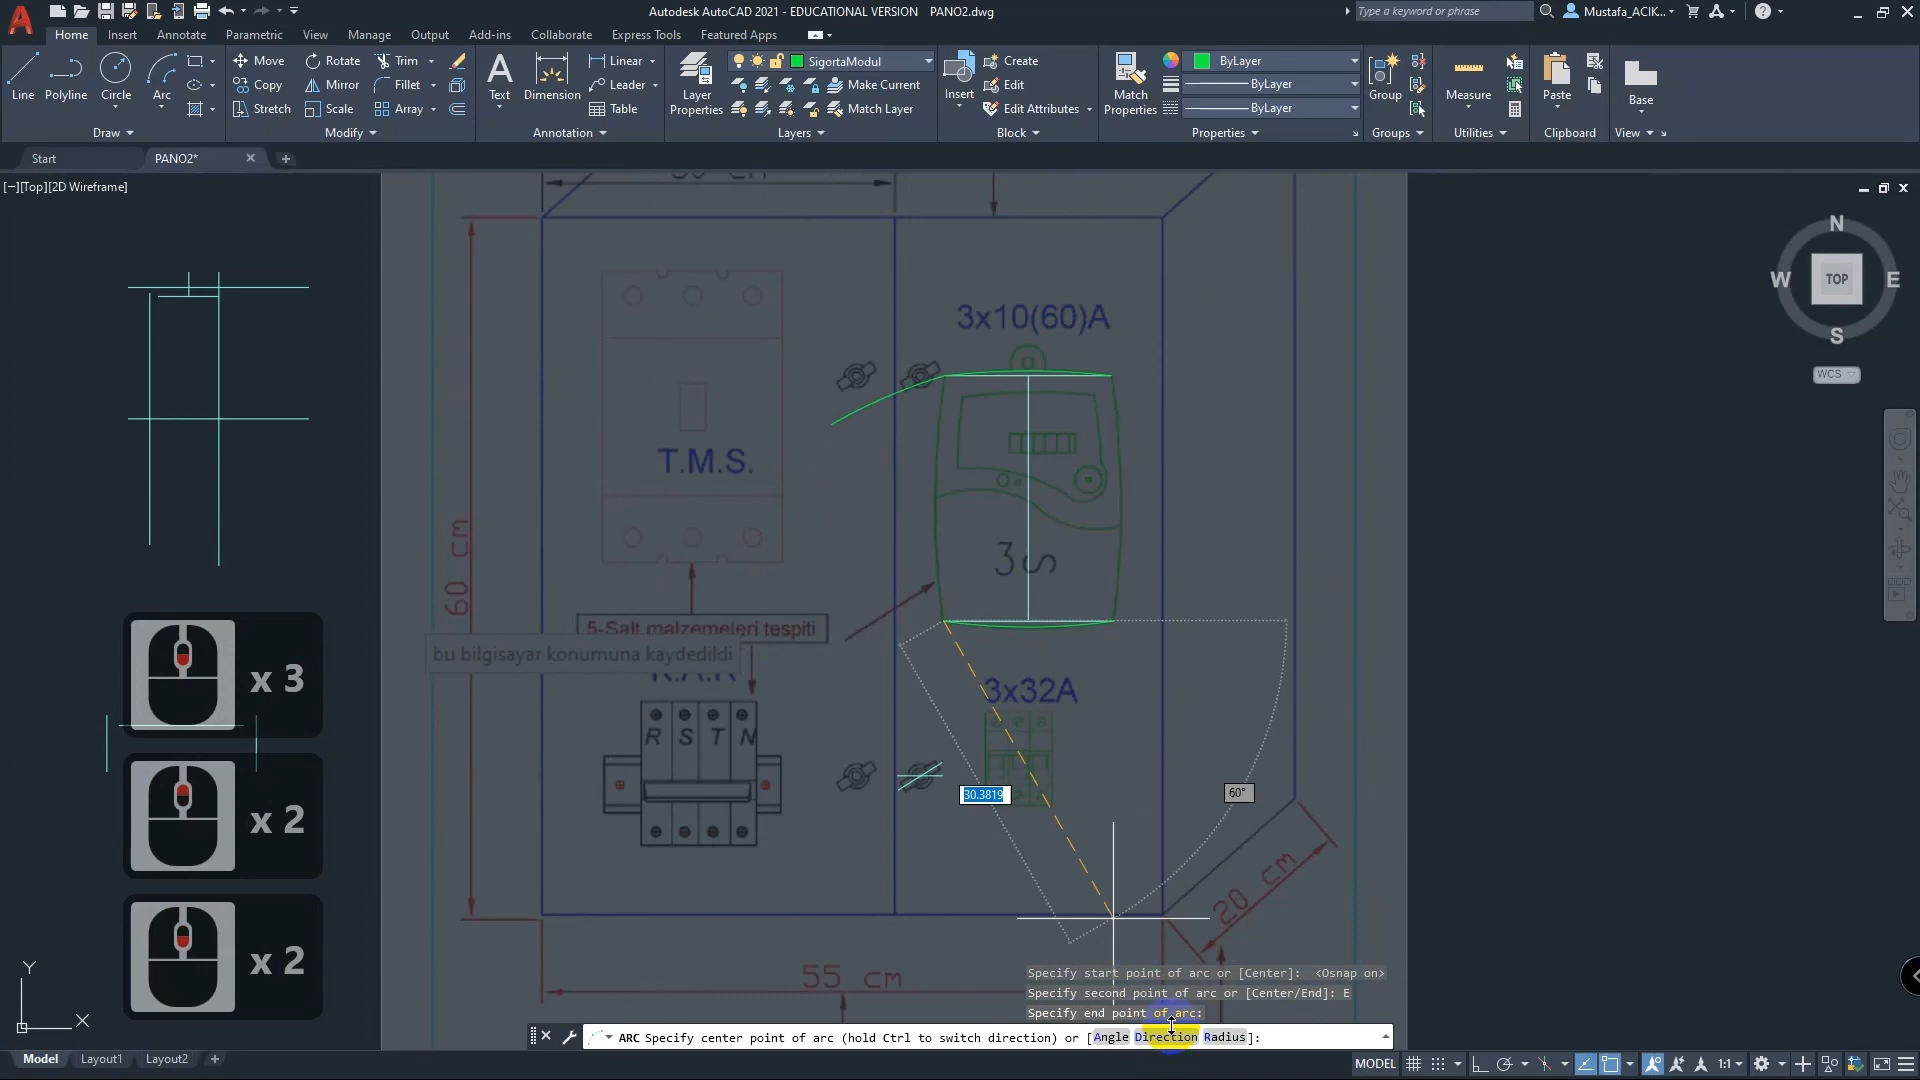 Autodesk AutoCAD 2021 - EDUCATIONAL VERSION PANO2.dwg
Type a keyword or phrase
Mustafa_ACIK...
Home Insert Annotate Parametric View Manage Output Add-ins Collaborate Express Tools Featured Apps
Line
Polyline
Circle
Arc
Move
Rotate
Trim
Copy
Mirror
Fillet
Stretch
Scale
Array
Text
Dimension
Linear
Leader
Table
Layer
Properties
SigortaModul
Make Current
Match Layer
Insert
Create
Edit
Edit Attributes
Match
Properties
ByLayer
ByLayer
ByLayer
Group
Measure
Paste
Base
Draw Modify Annotation Layers Block Properties Groups Utilities Clipboard View
Start PANO2*
[−][Top][2D Wireframe]
N
W TOP E
S
WCS
3x10(60)A
T.M.S.
60 cm
5-Salt malzemeleri tespiti
bu bilgisayar konumuna kaydedildi
3x32A
R S T N
30.3819
60°
20 cm
55 cm
x 3
x 2
x 2
Y
X
Specify start point of arc or [Center]: <Osnap on>
Specify second point of arc or [Center/End]: E
Specify end point of arc:
ARC Specify center point of arc (hold Ctrl to switch direction) or [Angle Direction Radius]:
Model Layout1 Layout2
MODEL
1:1